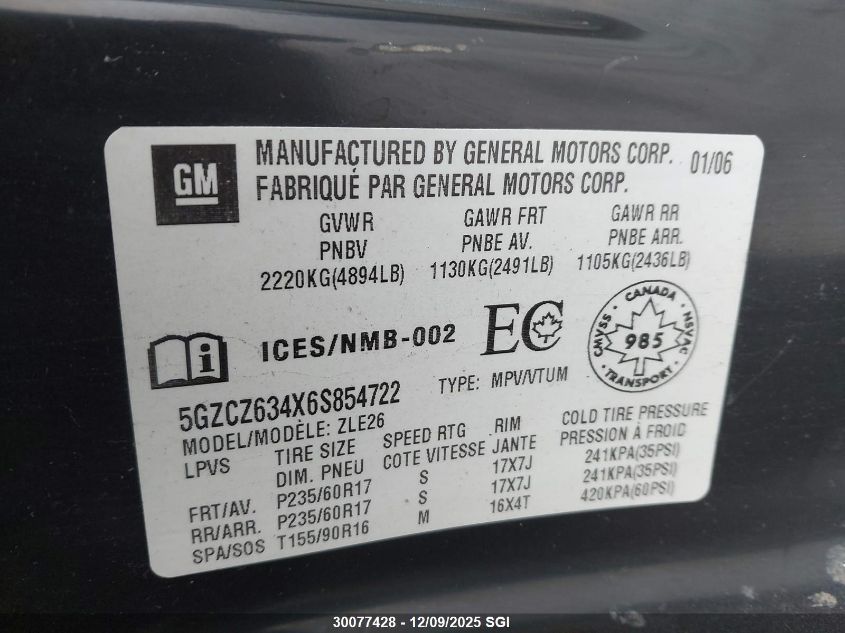 GM
MANUFACTURED BY GENERAL MOTORS CORP. 01/06
FABRIQUÉ PAR GENERAL MOTORS CORP.
GVWR GAWR FRT GAWR RR
PNBV PNBE AV. PNBE ARR.
2220KG(4894LB) 1130KG(2491LB) 1105KG(2436LB)
i ICES/NMB-002 EC
CANADA
CMVSS 985 NSVAC
TRANSPORT
5GZCZ634X6S854722 TYPE: MPV/VTUM
MODEL/MODÈLE: ZLE26
LPVS TIRE SIZE SPEED RTG RIM COLD TIRE PRESSURE
DIM. PNEU COTE VITESSE JANTE PRESSION À FROID
FRT/AV. P235/60R17 S 17X7J 241KPA(35PSI)
RR/ARR. P235/60R17 S 17X7J 241KPA(35PSI)
SPA/SOS T155/90R16 M 16X4T 420KPA(60PSI)
30077428 - 12/09/2025 SGI